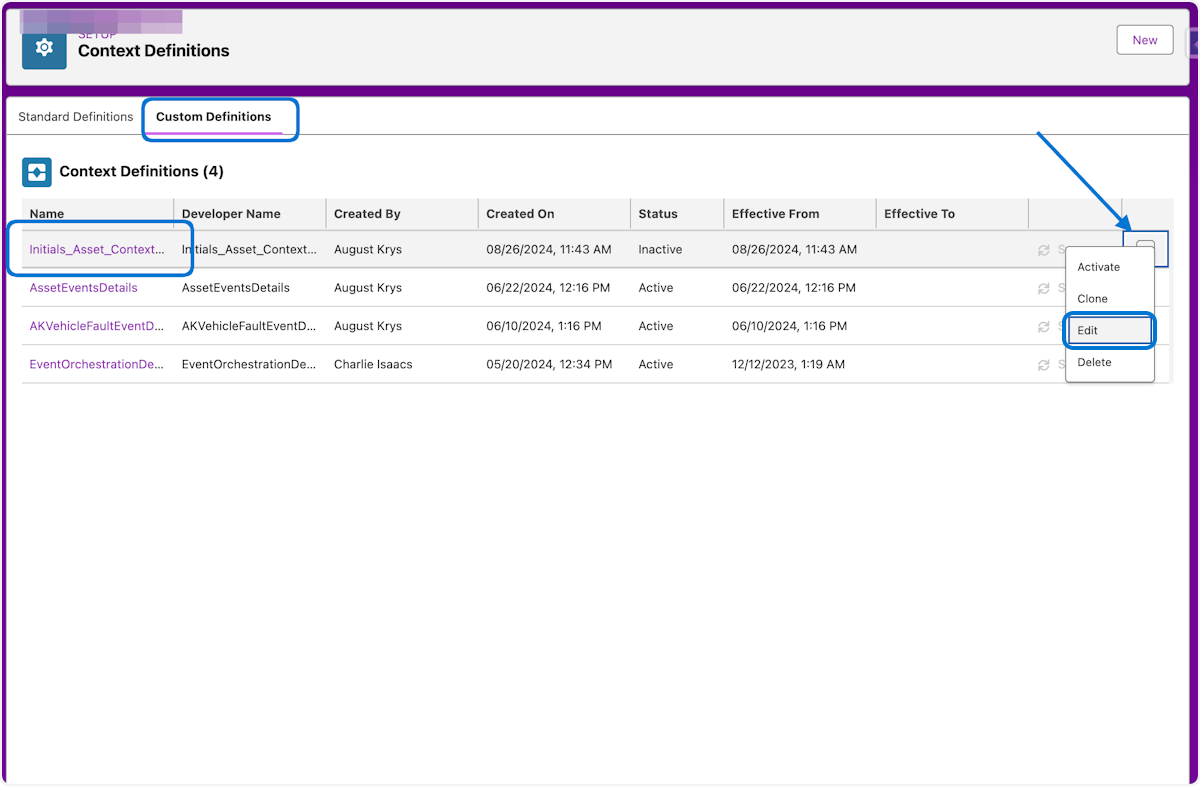 SETUP
Context Definitions
New
Standard Definitions Custom Definitions
Context Definitions (4)
Name Developer Name Created By Created On Status Effective From Effective To
Initials_Asset_Context... Initials_Asset_Context... August Krys 08/26/2024, 11:43 AM Inactive 08/26/2024, 11:43 AM S
Activate
AssetEventsDetails AssetEventsDetails August Krys 06/22/2024, 12:16 PM Active 06/22/2024, 12:16 PM S
Clone
AKVehicleFaultEventD... AKVehicleFaultEventD... August Krys 06/10/2024, 1:16 PM Active 06/10/2024, 1:16 PM
Edit
EventOrchestrationDe... EventOrchestrationDe... Charlie Isaacs 05/20/2024, 12:34 PM Active 12/12/2023, 1:19 AM S
Delete